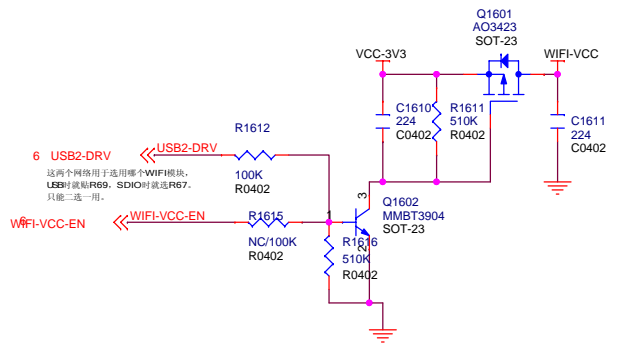 Q1601
AO3423
SOT-23
VCC-3V3
WIFI-VCC
C1610
224
C0402
R1611
510K
R0402
C1611
224
C0402
R1612
6 USB2-DRV
USB2-DRV
100K
R0402
这两个网络用于选用哪个WIFI模块,
USB时就贴R69, SDIO时就选R67。
只能二选一用。
3
Q1602
MMBT3904
SOT-23
6
WIFI-VCC-EN
WIFI-VCC-EN
R1615
1
NC/100K
R0402
R1616
510K
R0402
2